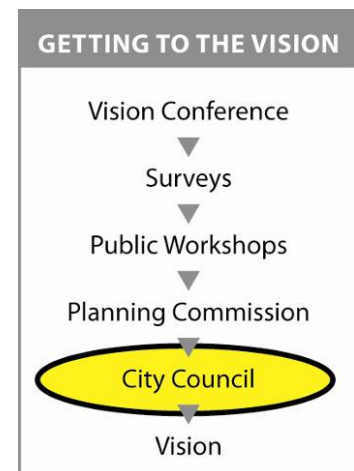 GETTING TO THE VISION
Vision Conference
Surveys
Public Workshops
Planning Commission
City Council
Vision